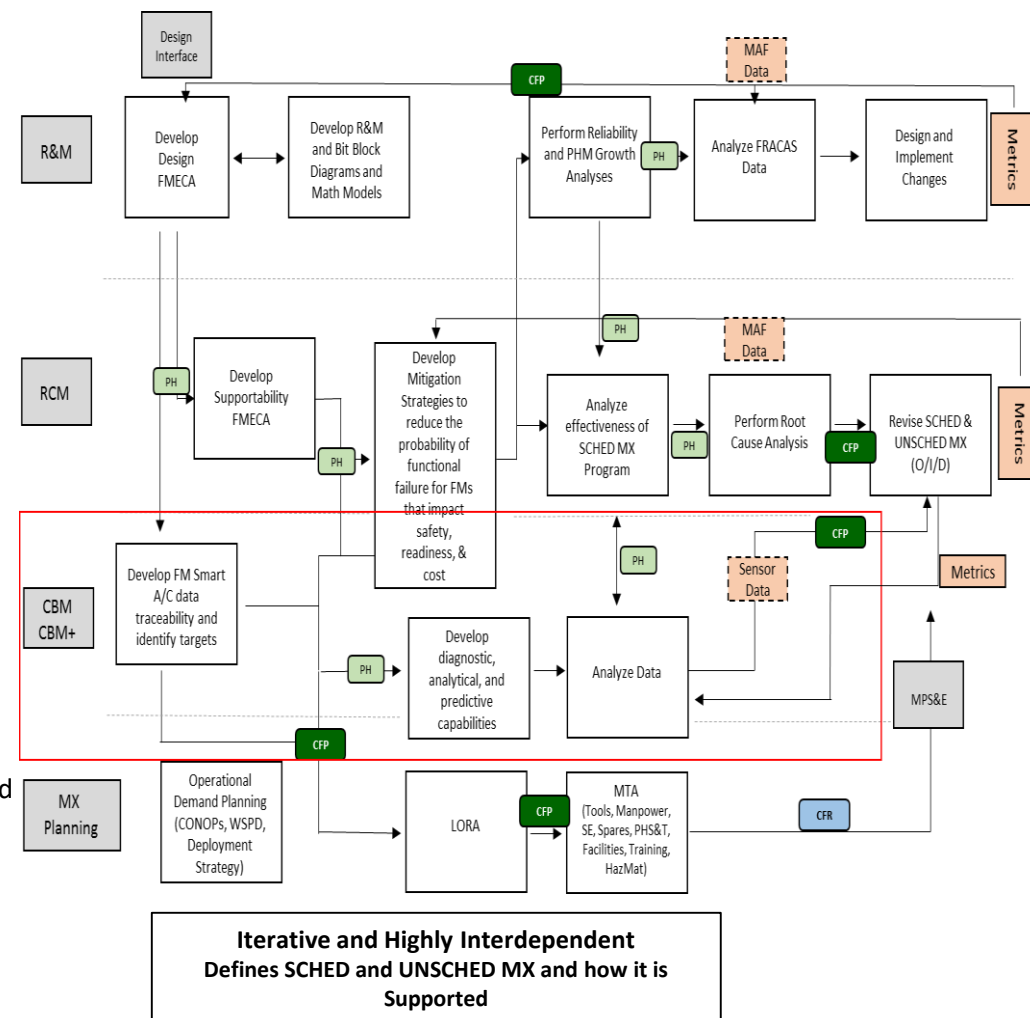 Design
Interface
MAF
Data
CFP
R&M
Develop
Design
FMECA
Develop R&M
and Bit Block
Diagrams and
Math Models
Perform Reliability
and PHM Growth
Analyses
PH
Analyze FRACAS
Data
Design and
Implement
Changes
Metrics
RCM
PH
Develop
Supportability
FMECA
PH
Develop
Mitigation
Strategies to
reduce the
probability of
functional
failure for FMs
that impact
safety,
readiness, &
cost
PH
MAF
Data
Analyze
effectiveness of
SCHED MX
Program
PH
Perform Root
Cause Analysis
CFP
Revise SCHED &
UNSCHED MX
(O/I/D)
Metrics
CBM
CBM+
Develop FM Smart
A/C data
traceability and
identify targets
PH
Develop
diagnostic,
analytical, and
predictive
capabilities
PH
Analyze Data
Sensor
Data
CFP
Metrics
MPS&E
CFP
d
MX
Planning
Operational
Demand Planning
(CONOPs, WSPD,
Deployment
Strategy)
LORA
CFP
MTA
(Tools, Manpower,
SE, Spares, PHS&T,
Facilities, Training,
HazMat)
CFR
Iterative and Highly Interdependent
Defines SCHED and UNSCHED MX and how it is
Supported